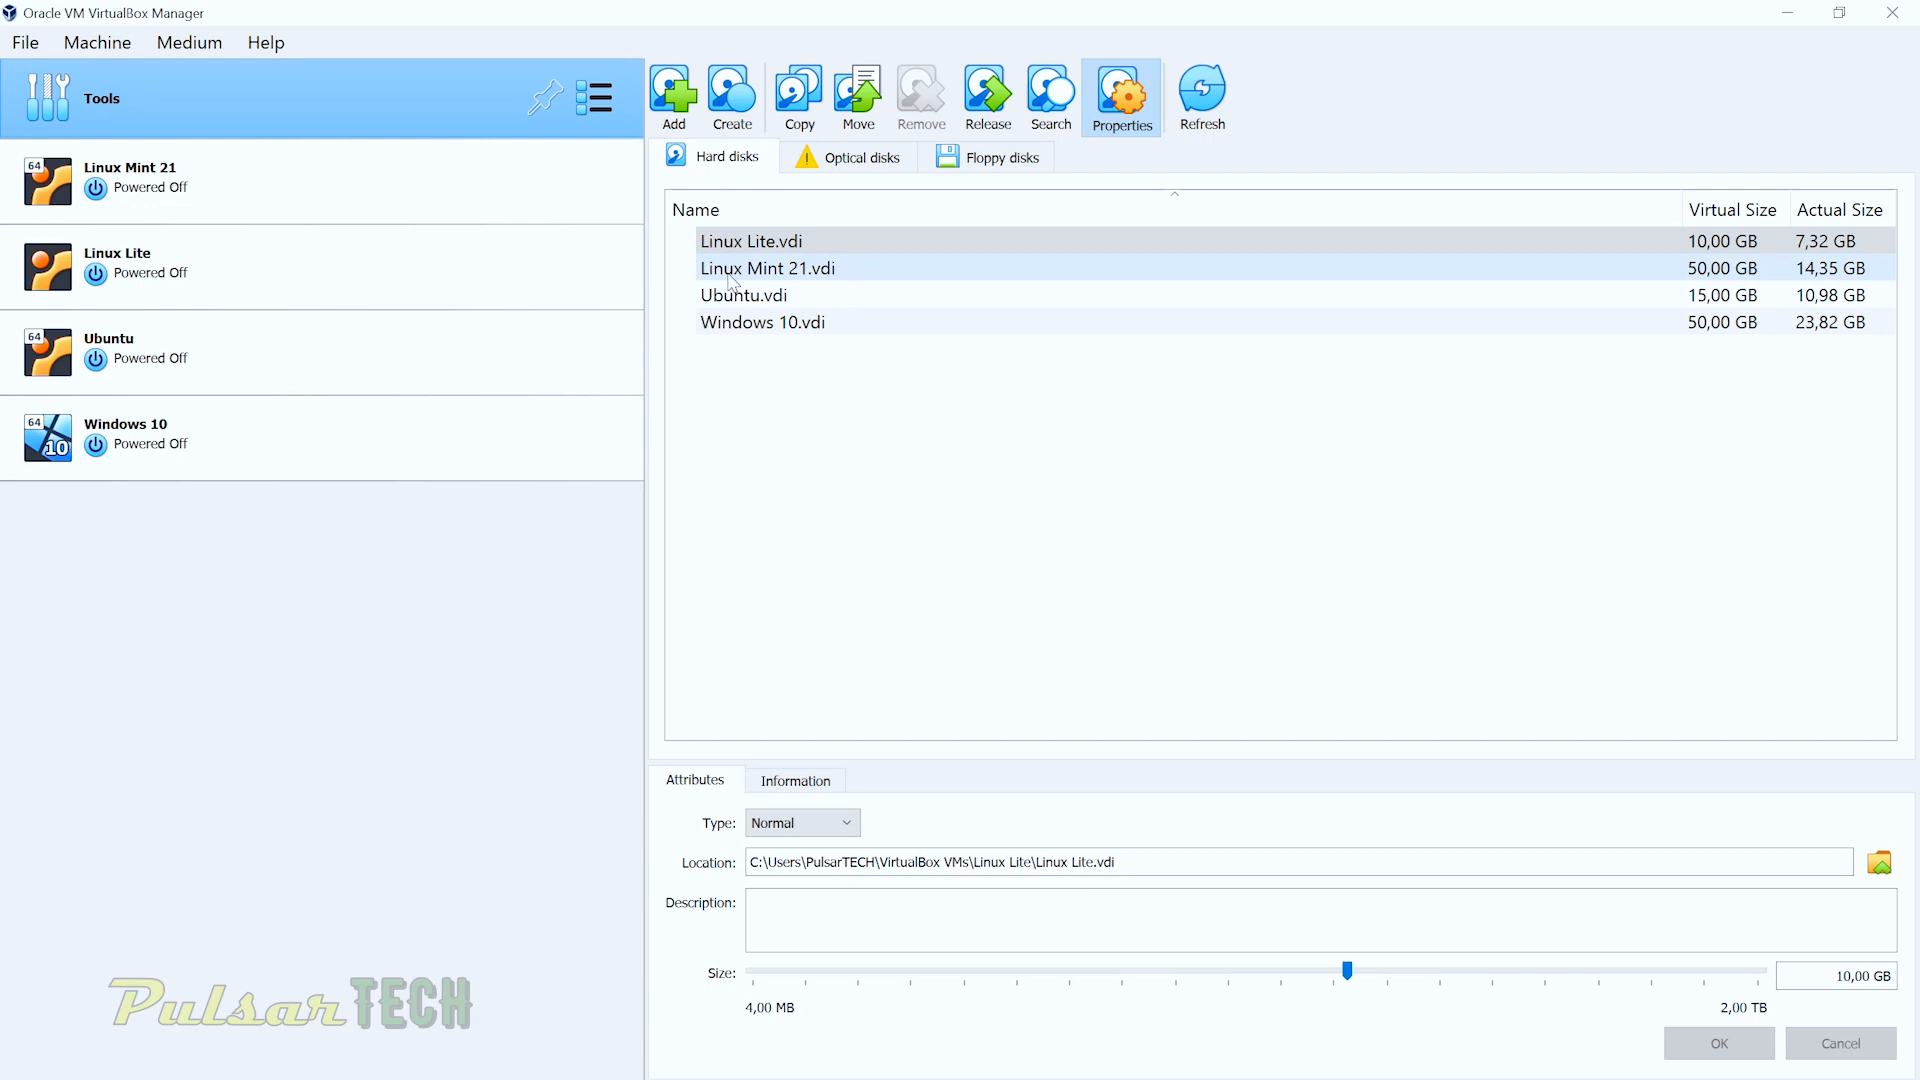 Oracle VM VirtualBox Manager
File Machine Medium Help
Tools
64 Linux Mint 21
Powered Off
Linux Lite
Powered Off
64 Ubuntu
Powered Off
64 10 Windows 10
Powered Off
Add Create Copy Move Remove Release Search Properties Refresh
Hard disks Optical disks Floppy disks
Name Virtual Size Actual Size
Linux Lite.vdi 10,00 GB 7,32 GB
Linux Mint 21.vdi 50,00 GB 14,35 GB
Ubuntu.vdi 15,00 GB 10,98 GB
Windows 10.vdi 50,00 GB 23,82 GB
Attributes Information
Type: Normal
Location: C:\Users\PulsarTECH\VirtualBox VMs\Linux Lite\Linux Lite.vdi
Description:
Size: 10,00 GB
4,00 MB 2,00 TB
OK Cancel
PulsarTECH